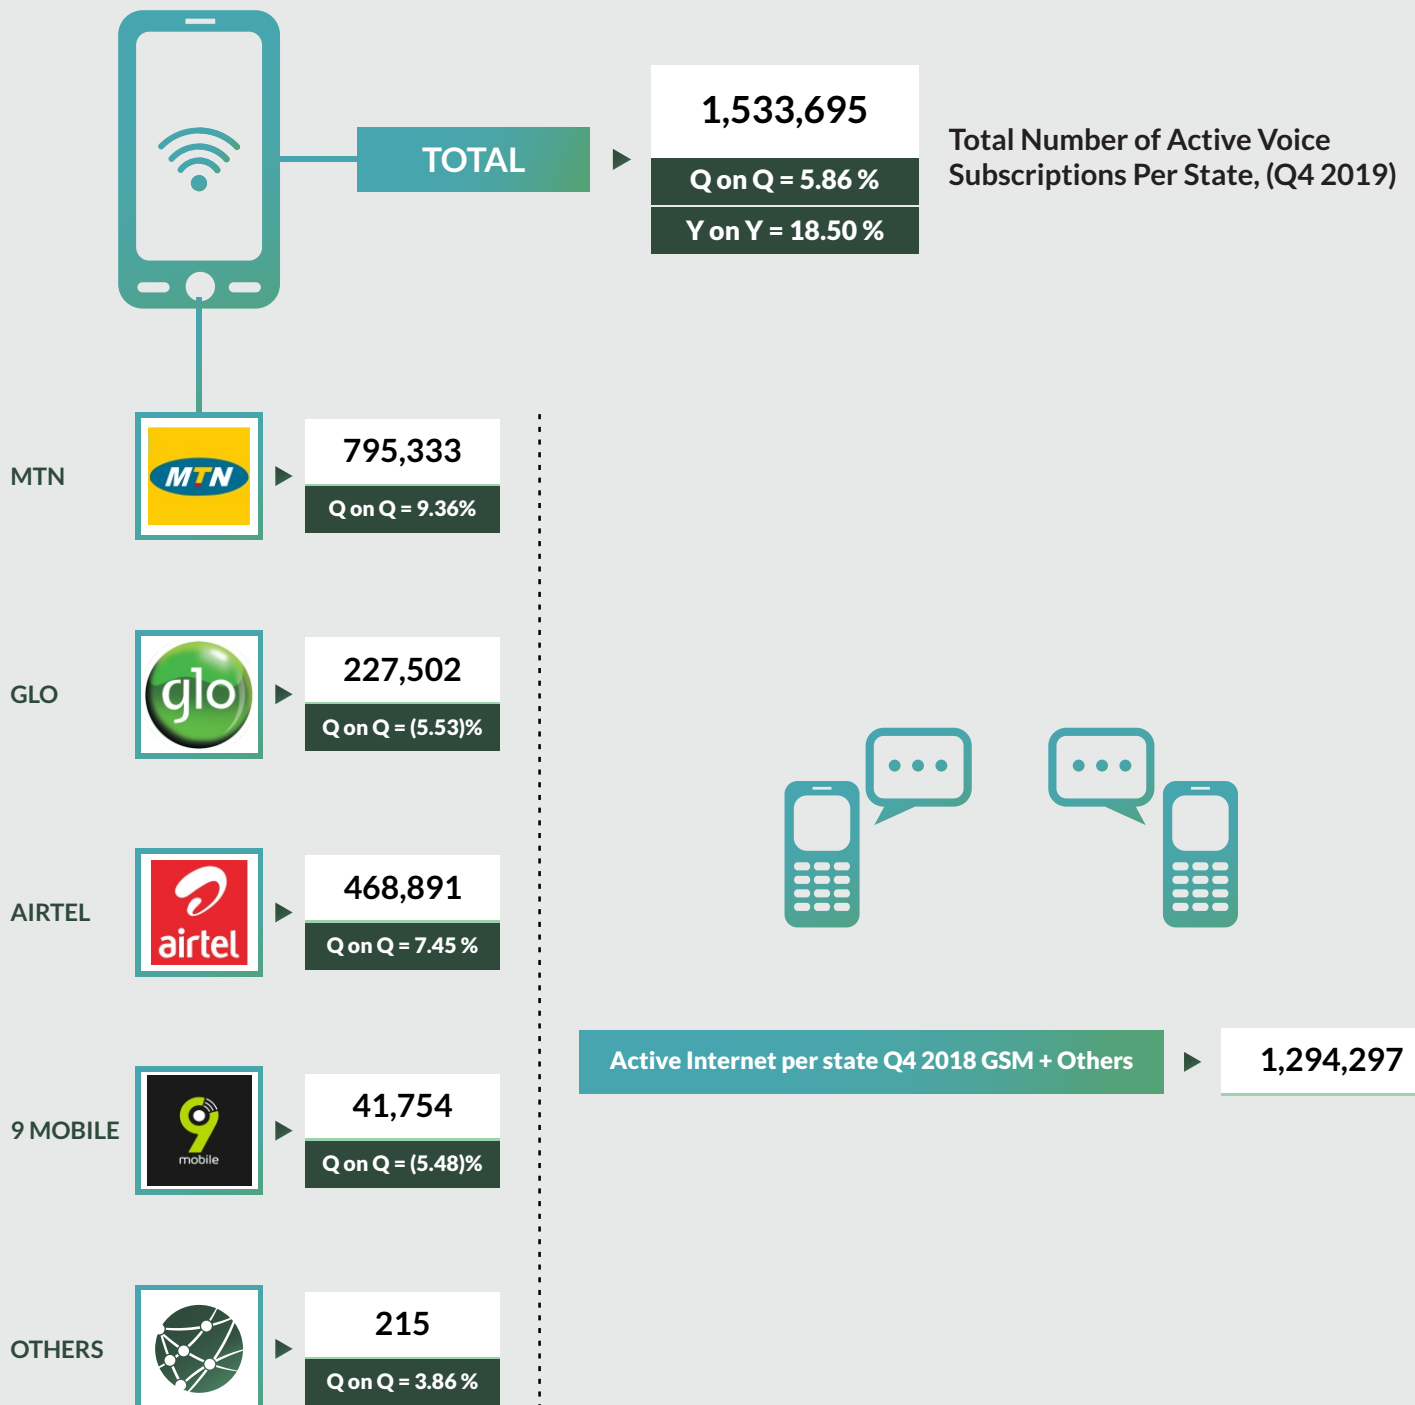 TOTAL
1,533,695
Q on Q = 5.86 %
Y on Y = 18.50 %
Total Number of Active Voice
Subscriptions Per State, (Q4 2019)
MTN
MTN
795,333
Q on Q = 9.36%
GLO
glo
227,502
Q on Q = (5.53)%
AIRTEL
airtel
468,891
Q on Q = 7.45 %
Active Internet per state Q4 2018 GSM + Others
1,294,297
9 MOBILE
9
mobile
41,754
Q on Q = (5.48)%
OTHERS
215
Q on Q = 3.86 %